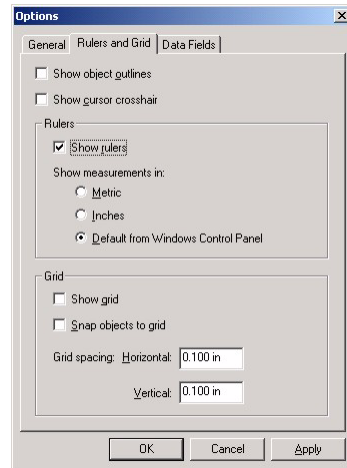 Options
General Rulers and Grid Data Fields
Show object outlines
Show cursor crosshair
Rulers
Show rulers
Show measurements in:
Metric
Inches
Default from Windows Control Panel
Grid
Show grid
Snap objects to grid
Grid spacing: Horizontal: 0.100 in
Vertical: 0.100 in
OK Cancel Apply